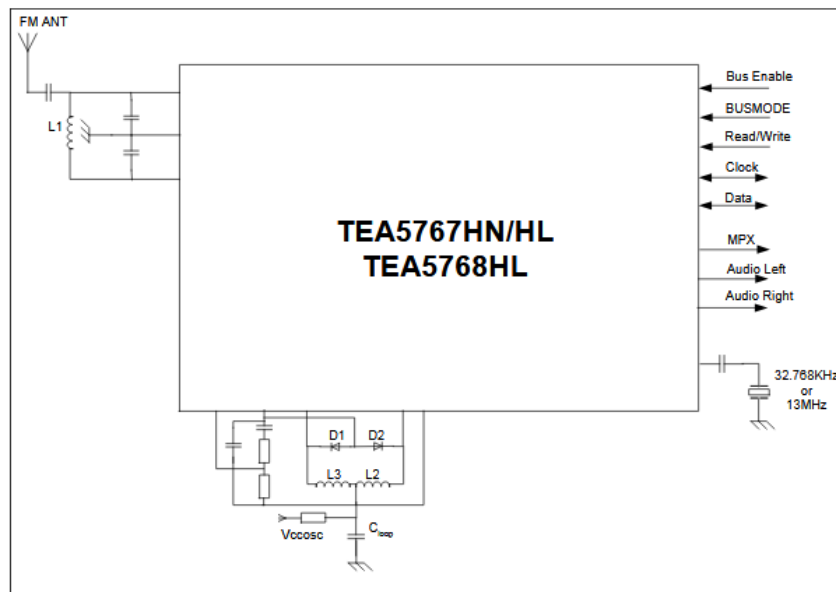 FM ANT
L1
Bus Enable
BUSMODE
Read/Write
Clock
Data
MPX
Audio Left
Audio Right
TEA5767HN/HL
TEA5768HL
32.768KHz
or
13MHz
D1 D2
L3 L2
Vccosc Cloop